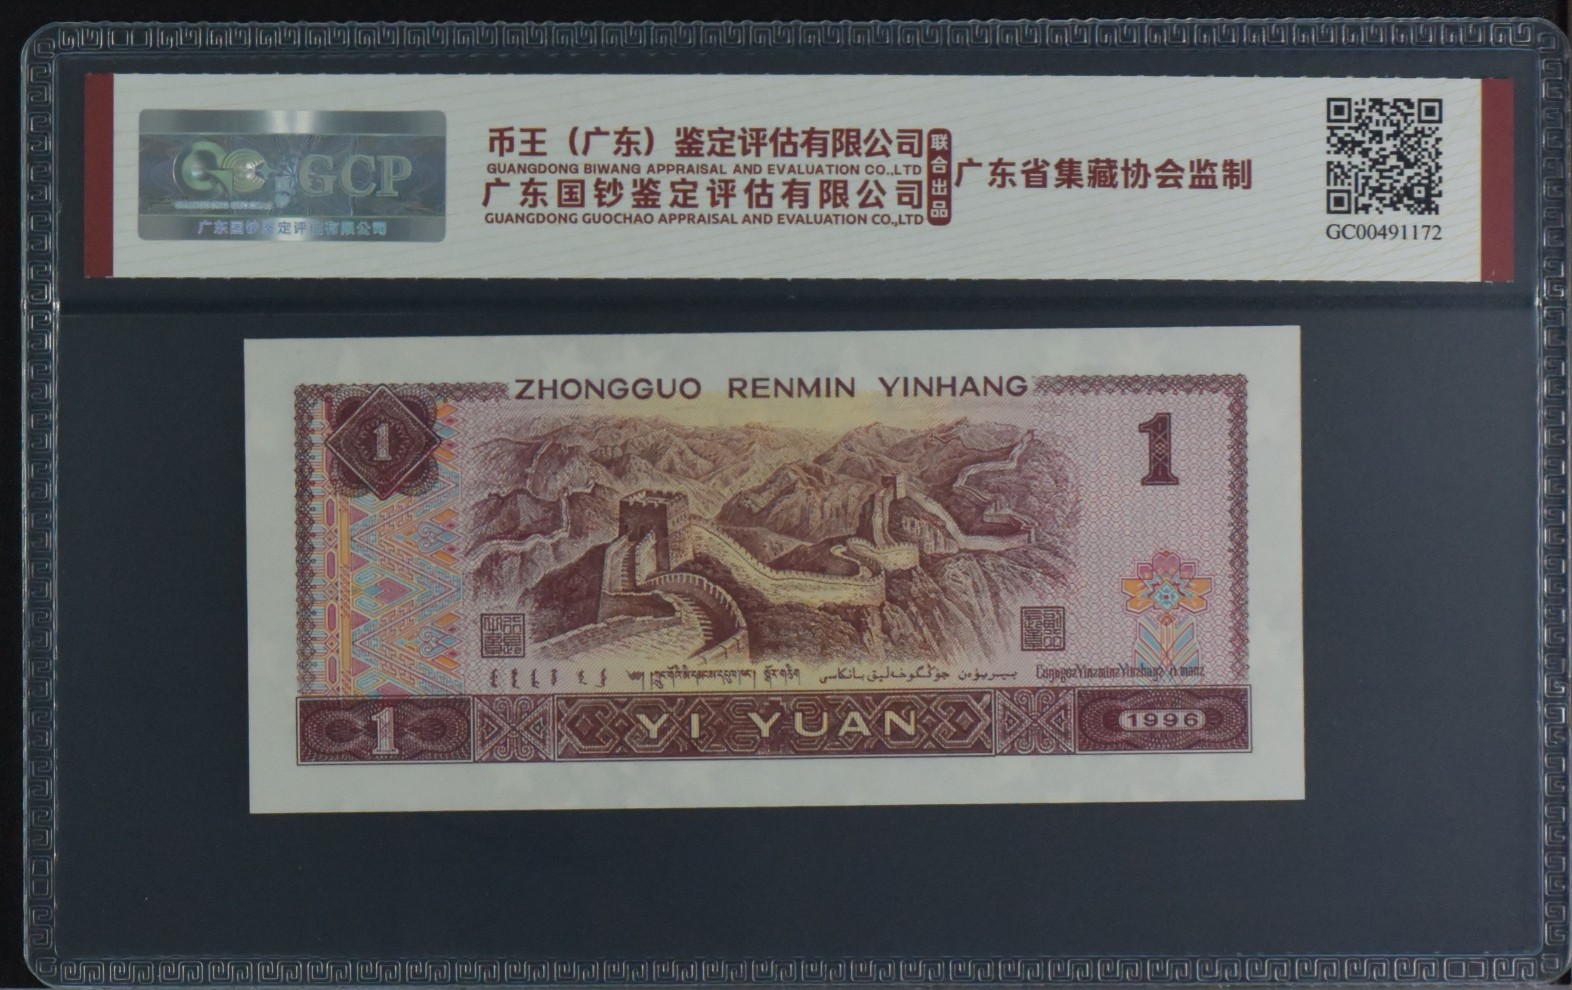 GCP
广东国钞鉴定评估有限公司
币王（广东）鉴定评估有限公司
GUANGDONG BIWANG APPRAISAL AND EVALUATION CO.,LTD
广东国钞鉴定评估有限公司
GUANGDONG GUOCHAO APPRAISAL AND EVALUATION CO.,LTD
联合出品
广东省集藏协会监制
GC00491172
ZHONGGUO RENMIN YINHANG
1
1
1
YI YUAN
1996